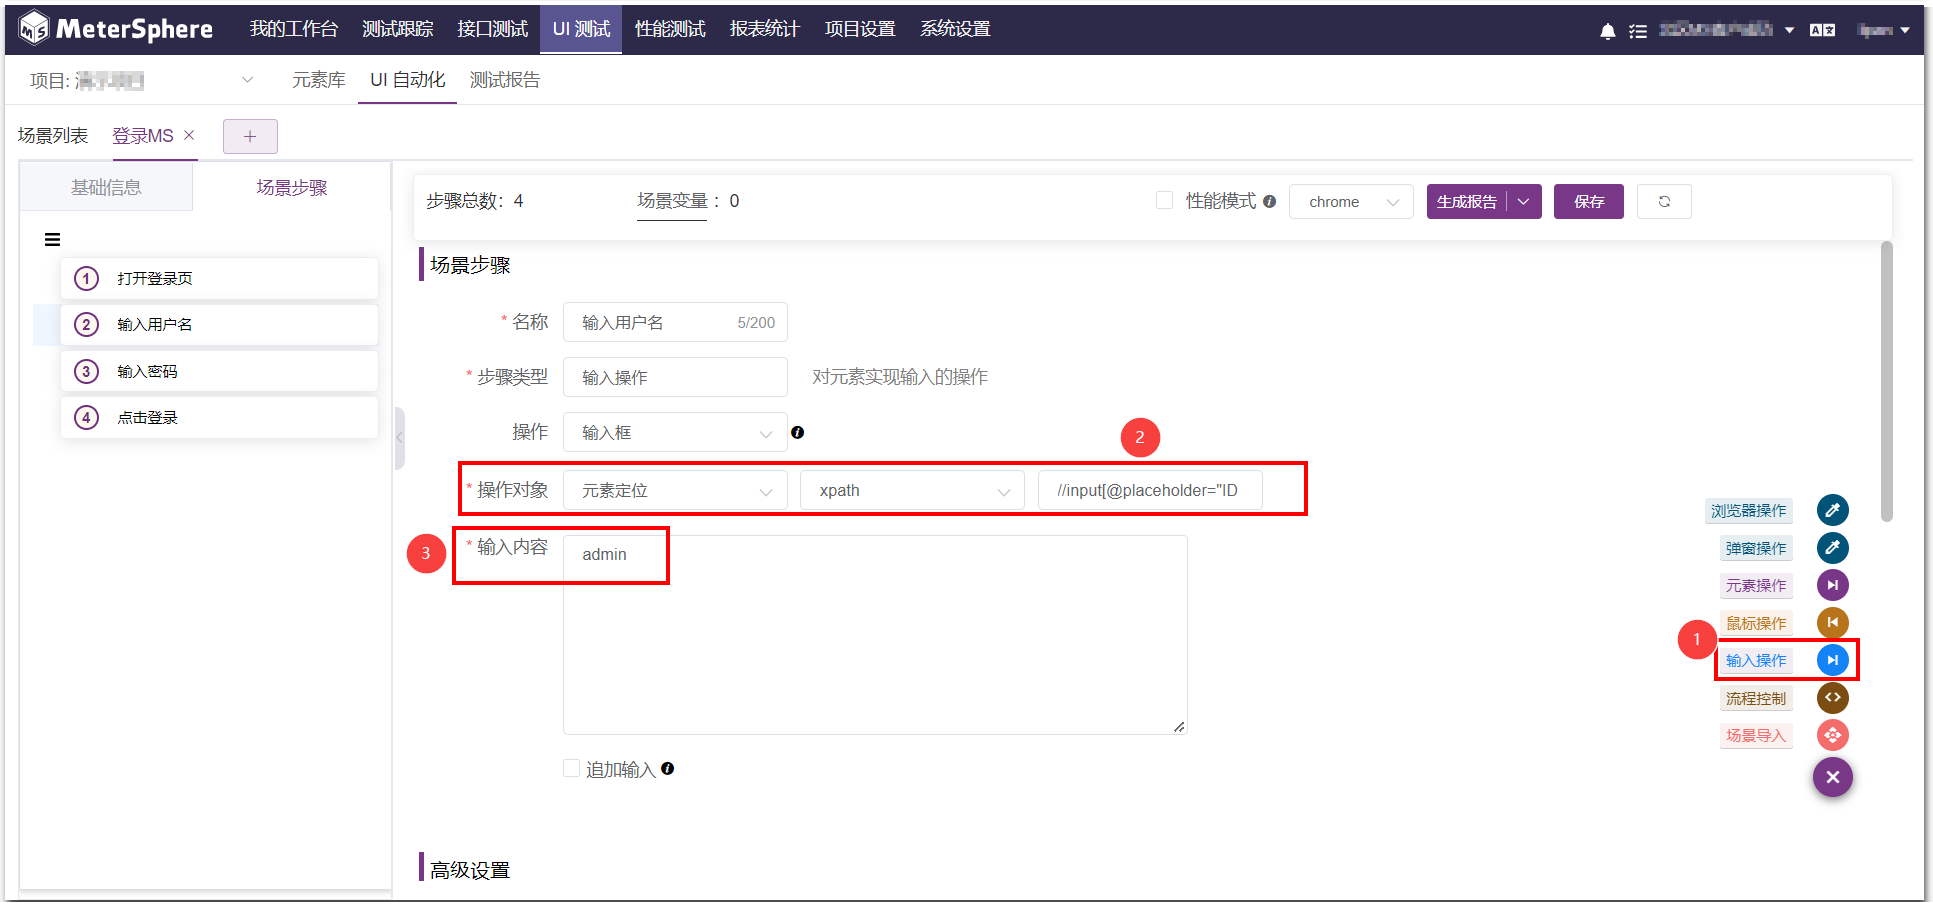 MeterSphere 我的工作台 测试跟踪 接口测试 UI 测试 性能测试 报表统计 项目设置 系统设置
项目: 元素库 UI 自动化 测试报告
场景列表 登录MS × +
基础信息 场景步骤
步骤总数: 4 场景变量 : 0 性能模式 chrome 生成报告 保存
场景步骤
1 打开登录页
2 输入用户名
3 输入密码
4 点击登录
* 名称 输入用户名 5/200
* 步骤类型 输入操作 对元素实现输入的操作
操作 输入框
2
* 操作对象 元素定位 xpath //input[@placeholder="ID
3
* 输入内容 admin
追加输入
浏览器操作
弹窗操作
元素操作
鼠标操作
1
输入操作
流程控制
场景导入
高级设置